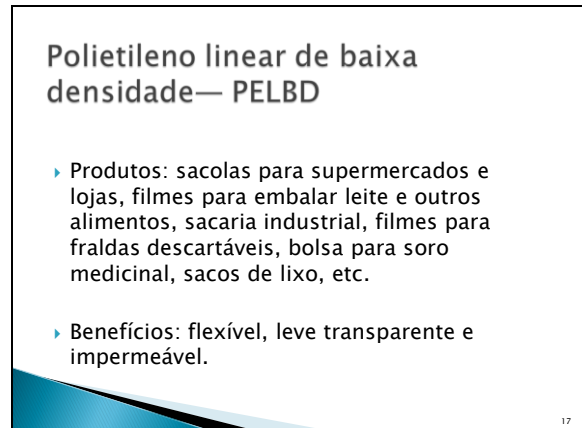 Polietileno linear de baixa
densidade— PELBD
Produtos: sacolas para supermercados e
lojas, filmes para embalar leite e outros
alimentos, sacaria industrial, filmes para
fraldas descartáveis, bolsa para soro
medicinal, sacos de lixo, etc.
Benefícios: flexível, leve transparente e
impermeável.
17